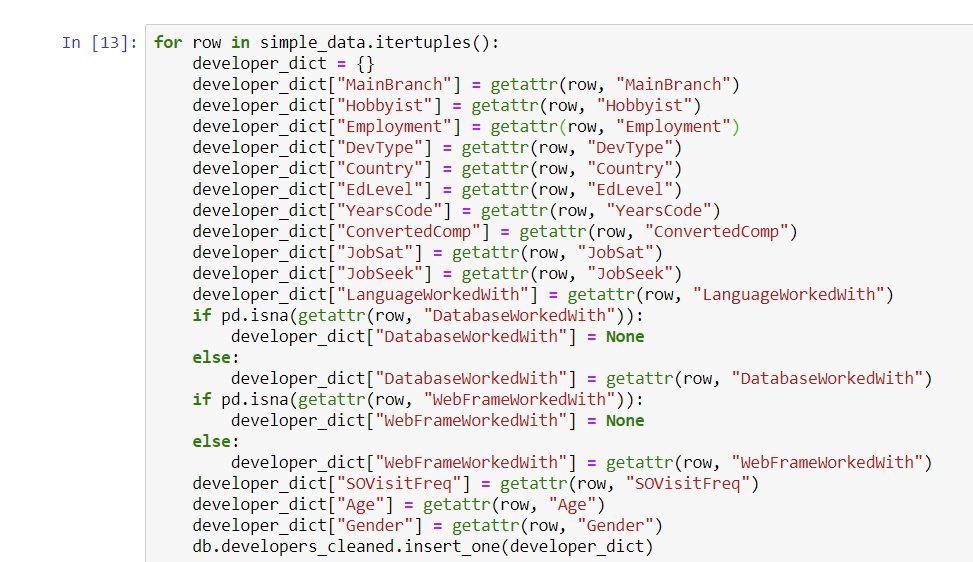 In [13]: for row in simple_data.itertuples():
    developer_dict = {}
    developer_dict["MainBranch"] = getattr(row, "MainBranch")
    developer_dict["Hobbyist"] = getattr(row, "Hobbyist")
    developer_dict["Employment"] = getattr(row, "Employment")
    developer_dict["DevType"] = getattr(row, "DevType")
    developer_dict["Country"] = getattr(row, "Country")
    developer_dict["EdLevel"] = getattr(row, "EdLevel")
    developer_dict["YearsCode"] = getattr(row, "YearsCode")
    developer_dict["ConvertedComp"] = getattr(row, "ConvertedComp")
    developer_dict["JobSat"] = getattr(row, "JobSat")
    developer_dict["JobSeek"] = getattr(row, "JobSeek")
    developer_dict["LanguageWorkedWith"] = getattr(row, "LanguageWorkedWith")
    if pd.isna(getattr(row, "DatabaseWorkedWith")):
        developer_dict["DatabaseWorkedWith"] = None
    else:
        developer_dict["DatabaseWorkedWith"] = getattr(row, "DatabaseWorkedWith")
    if pd.isna(getattr(row, "WebFrameWorkedWith")):
        developer_dict["WebFrameWorkedWith"] = None
    else:
        developer_dict["WebFrameWorkedWith"] = getattr(row, "WebFrameWorkedWith")
    developer_dict["SOVisitFreq"] = getattr(row, "SOVisitFreq")
    developer_dict["Age"] = getattr(row, "Age")
    developer_dict["Gender"] = getattr(row, "Gender")
    db.developers_cleaned.insert_one(developer_dict)